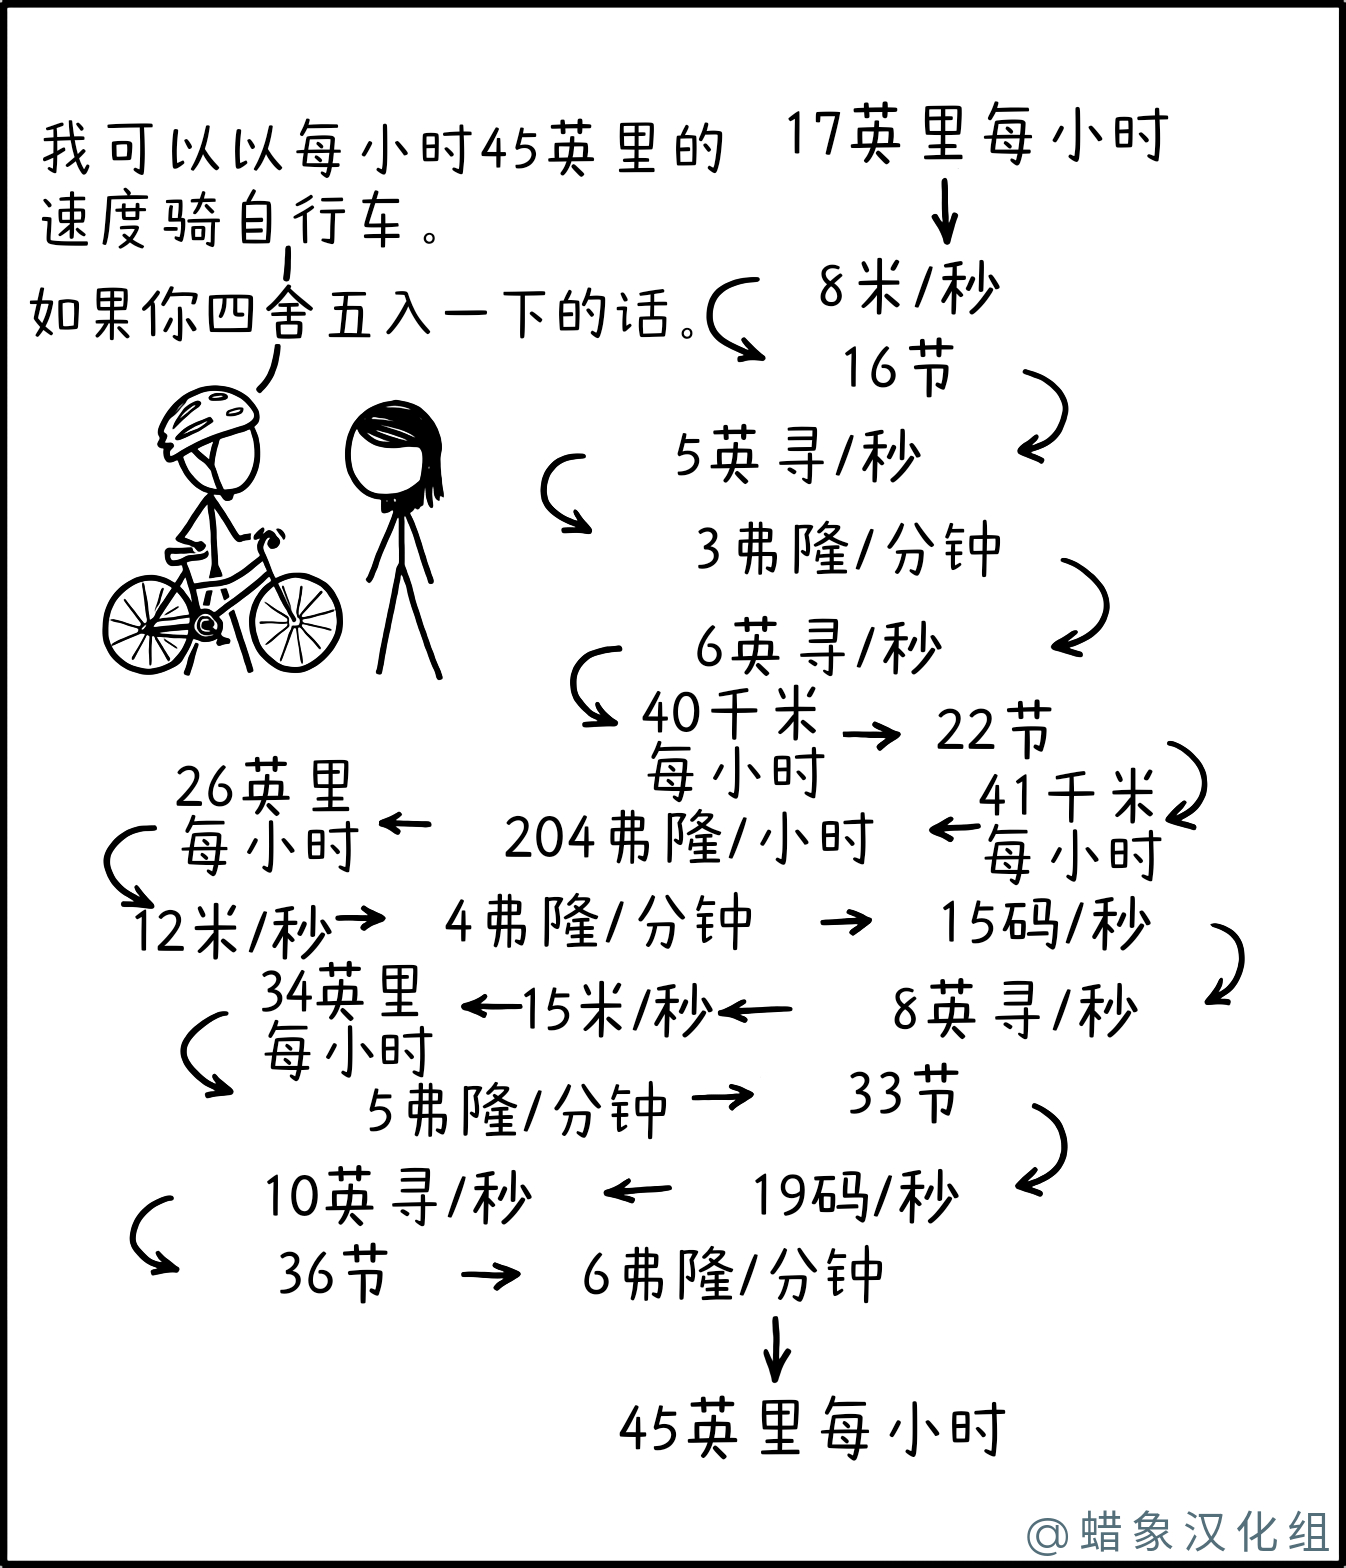 我可以以每小时45英里的
速度骑自行车。
如果你四舍五入一下的话。
17英里每小时
8米/秒
16节
5英寻/秒
3弗隆/分钟
6英寻/秒
40千米
每小时
22节
41千米
每小时
204弗隆/小时
26英里
每小时
12米/秒
4弗隆/分钟
15码/秒
8英寻/秒
15米/秒
34英里
每小时
5弗隆/分钟
33节
19码/秒
10英寻/秒
36节
6弗隆/分钟
45英里每小时
@蜡象汉化组